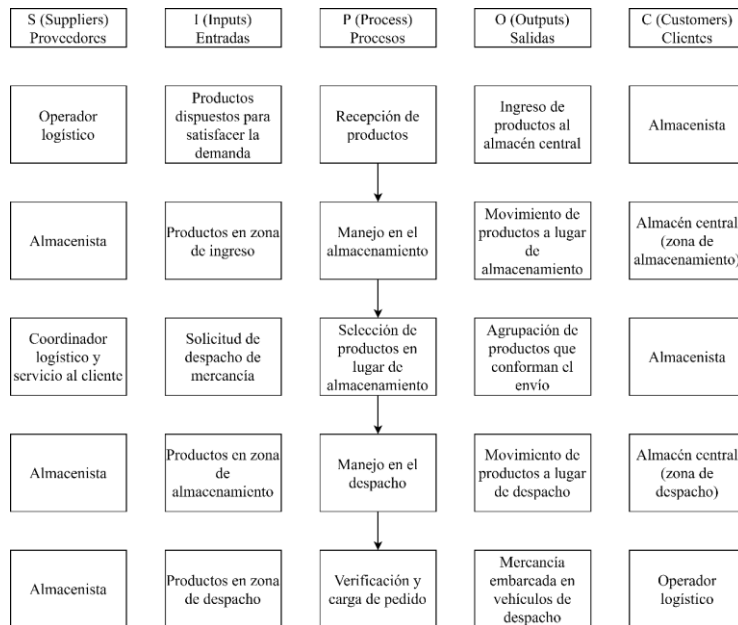 S (Suppliers)
Proveedores
I (Inputs)
Entradas
P (Process)
Procesos
O (Outputs)
Salidas
C (Customers)
Clientes
Operador
logístico
Productos
dispuestos para
satisfacer la
demanda
Recepción de
productos
Ingreso de
productos al
almacén central
Almacenista
Almacenista
Productos en zona
de ingreso
Manejo en el
almacenamiento
Movimiento de
productos a lugar
de
almacenamiento
Almacén central
(zona de
almacenamiento)
Coordinador
logístico y
servicio al cliente
Solicitud de
despacho de
mercancía
Selección de
productos en
lugar de
almacenamiento
Agrupación de
productos que
conforman el
envío
Almacenista
Almacenista
Productos en zona
de
almacenamiento
Manejo en el
despacho
Movimiento de
productos a lugar
de despacho
Almacén central
(zona de
despacho)
Almacenista
Productos en zona
de despacho
Verificación y
carga de pedido
Mercancía
embarcada en
vehículos de
despacho
Operador
logístico